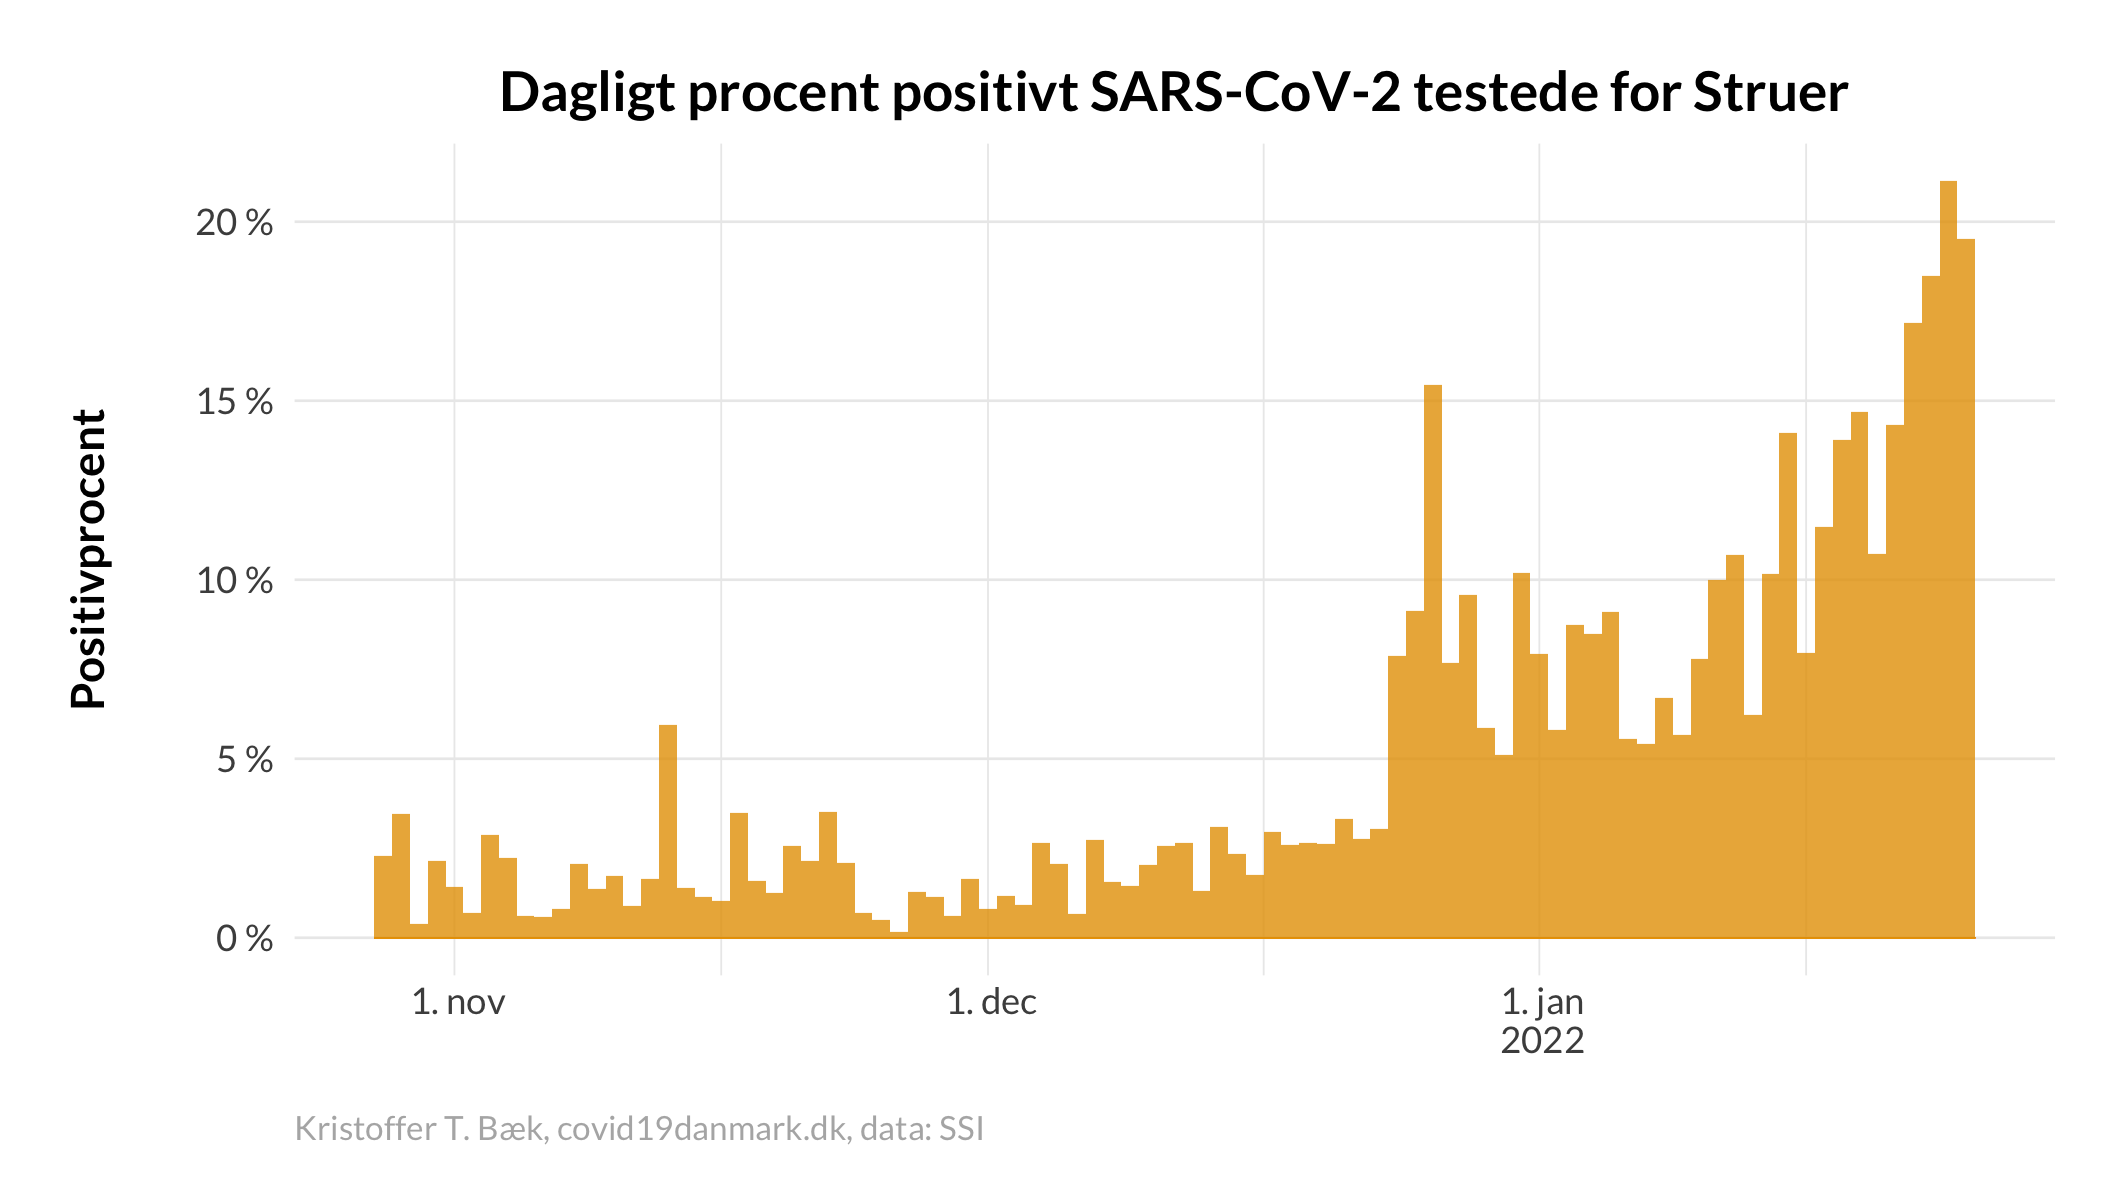 Dagligt procent positivt SARS-CoV-2 testede for Struer
Positivprocent
20 %
15 %
10 %
5 %
0 %
1. nov
1. dec
1. jan
2022
Kristoffer T. Bæk, covid19danmark.dk, data: SSI